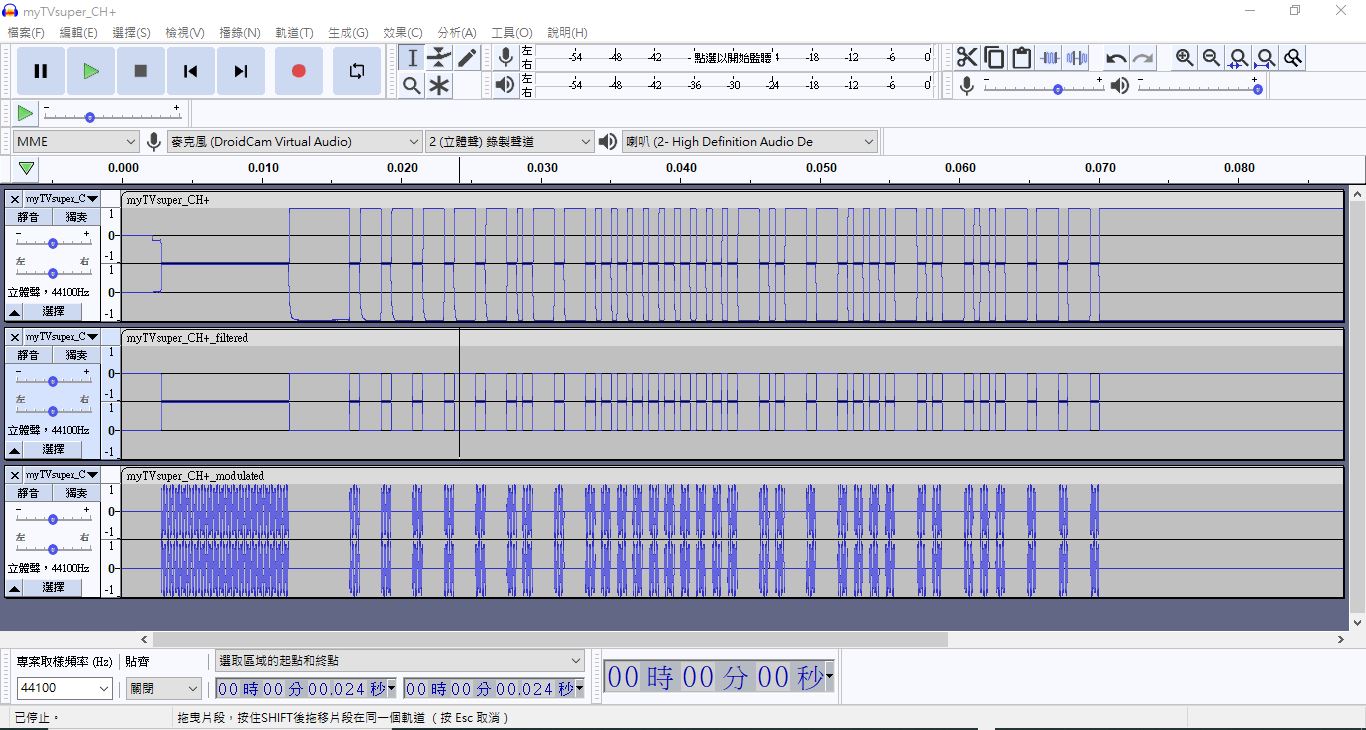 myTVsuper_CH+
檔案(F) 編輯(E) 選擇(S) 檢視(V) 播錄(N) 軌道(T) 生成(G) 效果(C) 分析(A) 工具(O) 說明(H)
左 -54 -48 -42 - 點選以開始監聽 -18 -12 -6 0
右
左 -54 -48 -42 -36 -30 -24 -18 -12 -6 0
右
- + - +
- +
MME 麥克風 (DroidCam Virtual Audio) 2 (立體聲) 錄製聲道 喇叭 (2- High Definition Audio De
0.000 0.010 0.020 0.030 0.040 0.050 0.060 0.070 0.080
myTVsuper_C myTVsuper_CH+
靜音 獨奏 1
- + 0
-1
左 右 1
立體聲,44100Hz 0
選擇 -1
myTVsuper_C myTVsuper_CH+_filtered
靜音 獨奏 1
- + 0
-1
左 右 1
立體聲,44100Hz 0
選擇 -1
myTVsuper_C myTVsuper_CH+_modulated
靜音 獨奏 1
- + 0
-1
左 右 1
立體聲,44100Hz 0
選擇 -1
專案取樣頻率 (Hz) 貼齊 選取區域的起點和終點
44100 關閉 00 時 00 分 00.024 秒 00 時 00 分 00.024 秒 00 時 00 分 00 秒
已停止。 拖曳片段,按住SHIFT後拖移片段在同一個軌道 (按 Esc 取消)